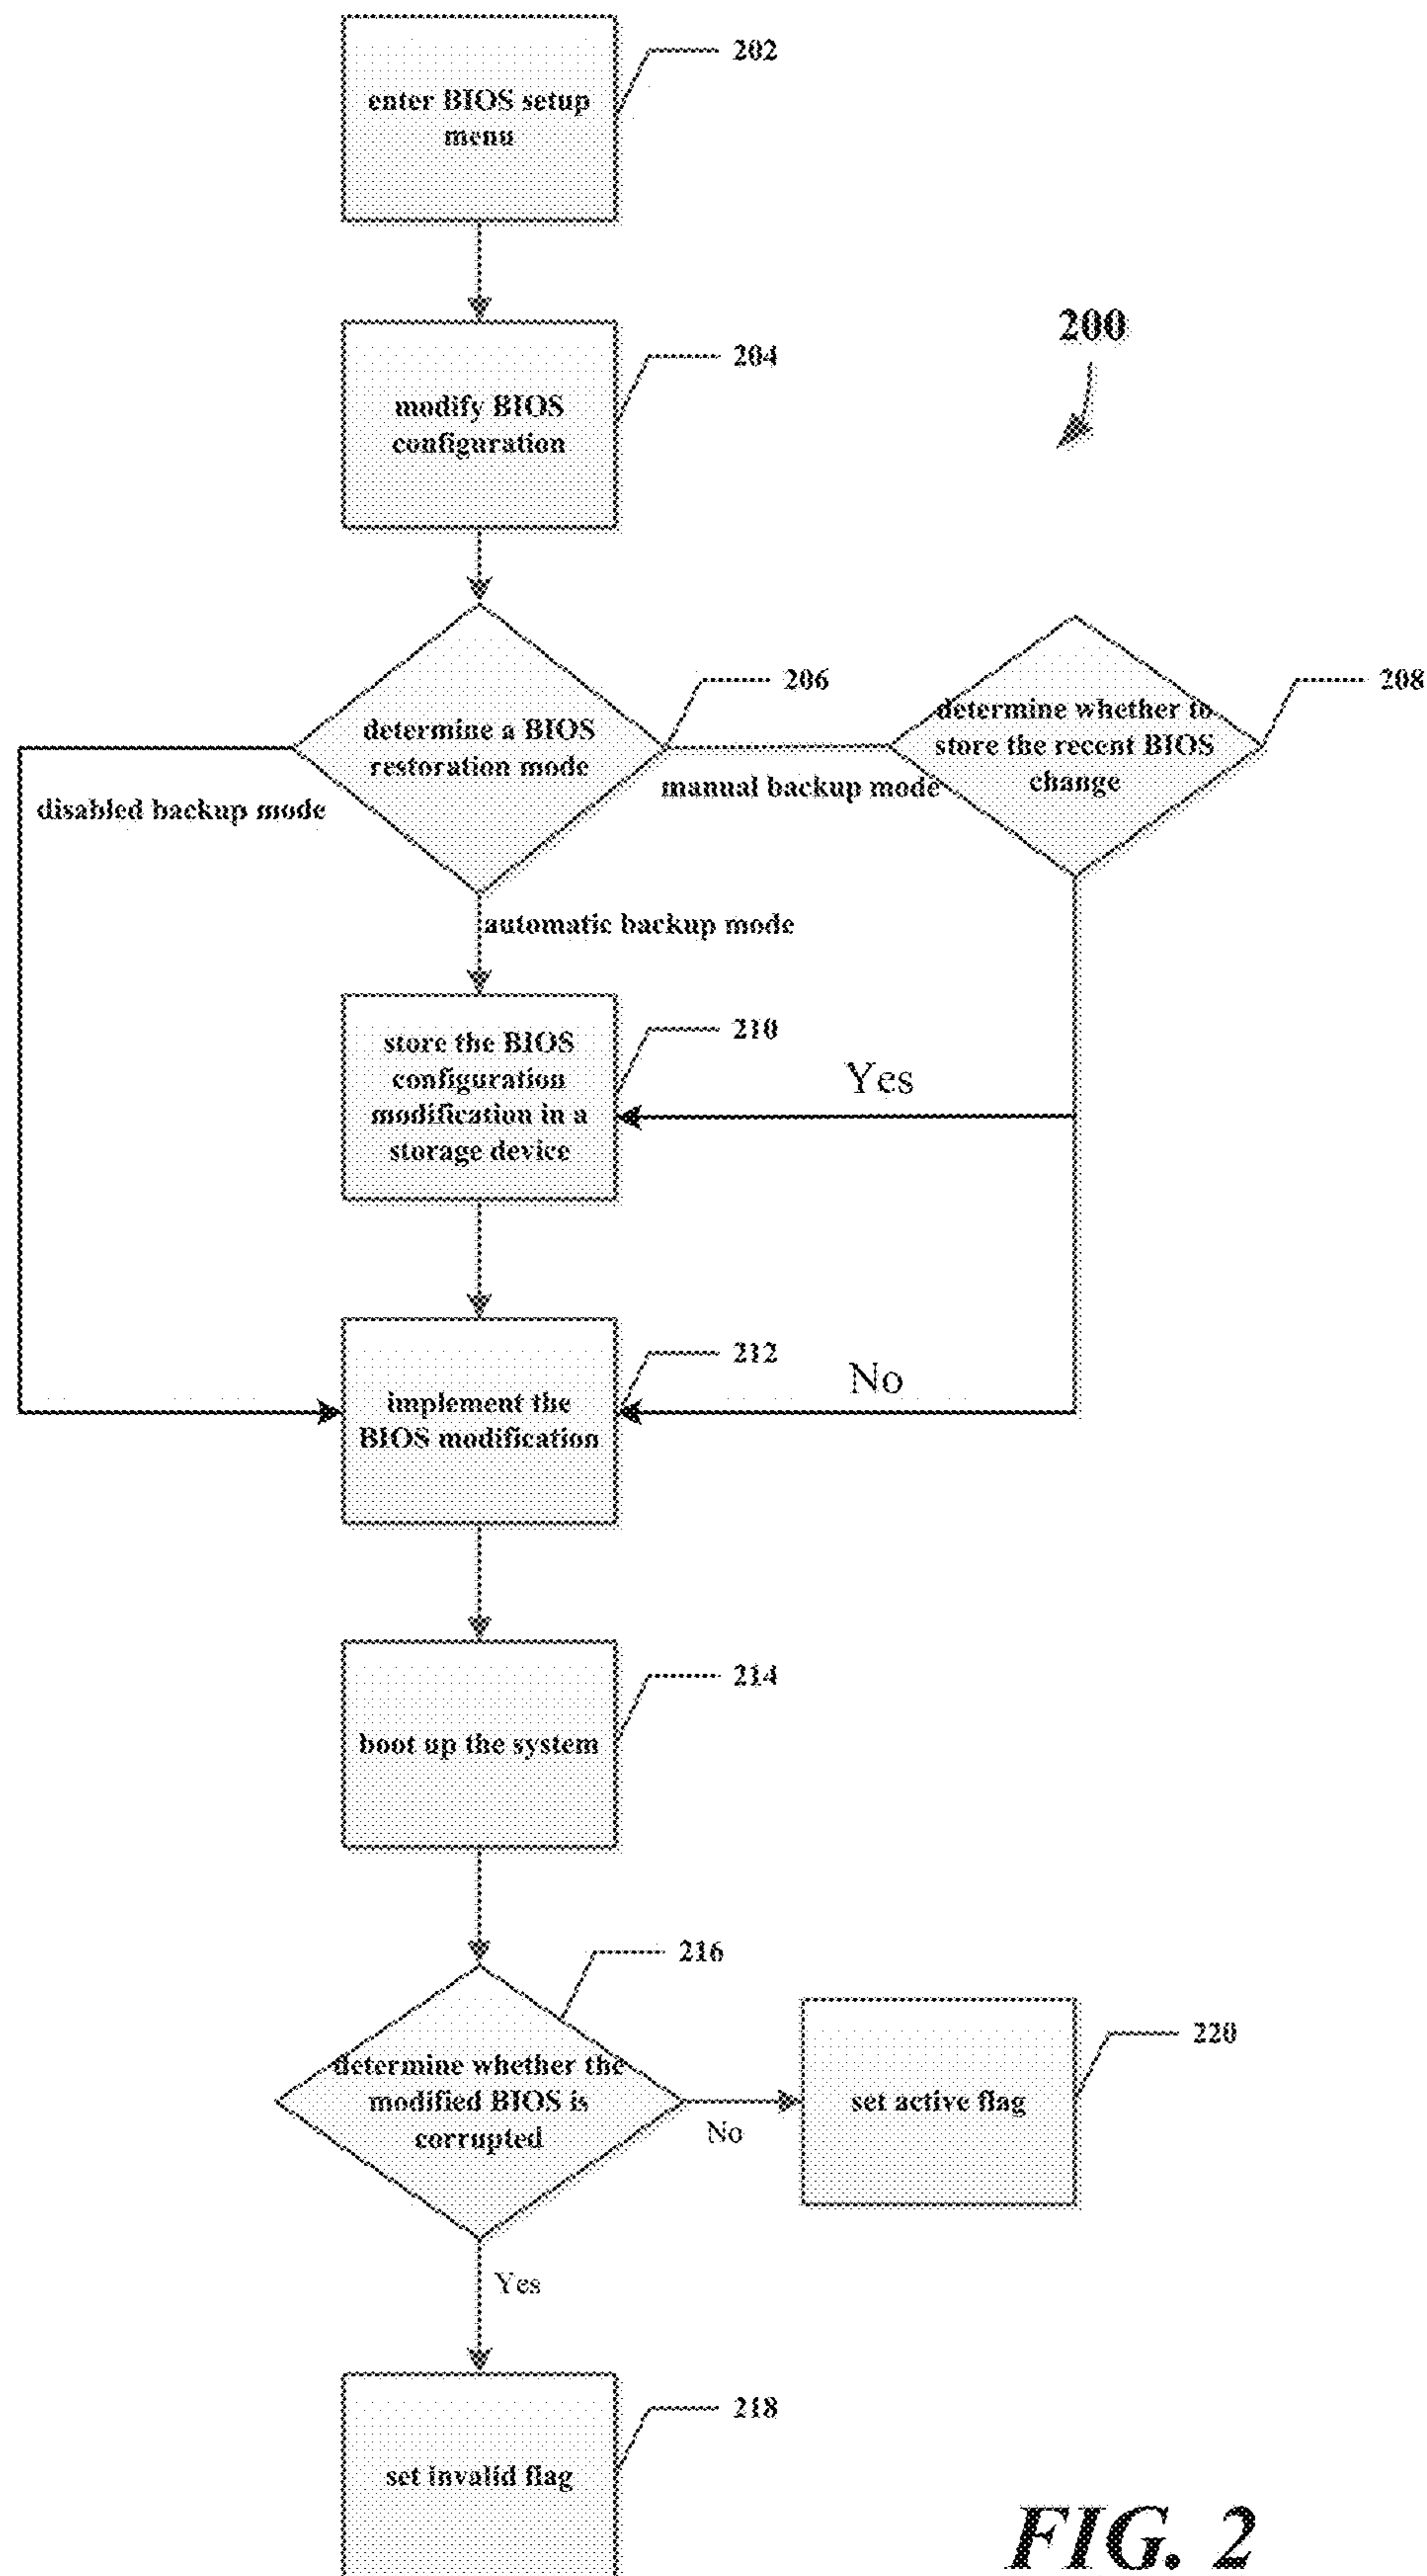 202
enter BIOS setup
menu
204
200
modify BIOS
configuration
206
208
determine a BIOS
restoration mode
determine whether to
store the recent BIOS
change
manual backup mode
disabled backup mode
automatic backup mode
210
store the BIOS
configuration
modification in a
storage device
Yes
212
No
implement the
BIOS modification
214
boot up the system
216
determine whether the
modified BIOS is
corrupted
220
set active flag
No
Yes
218
set invalid flag
FIG. 2